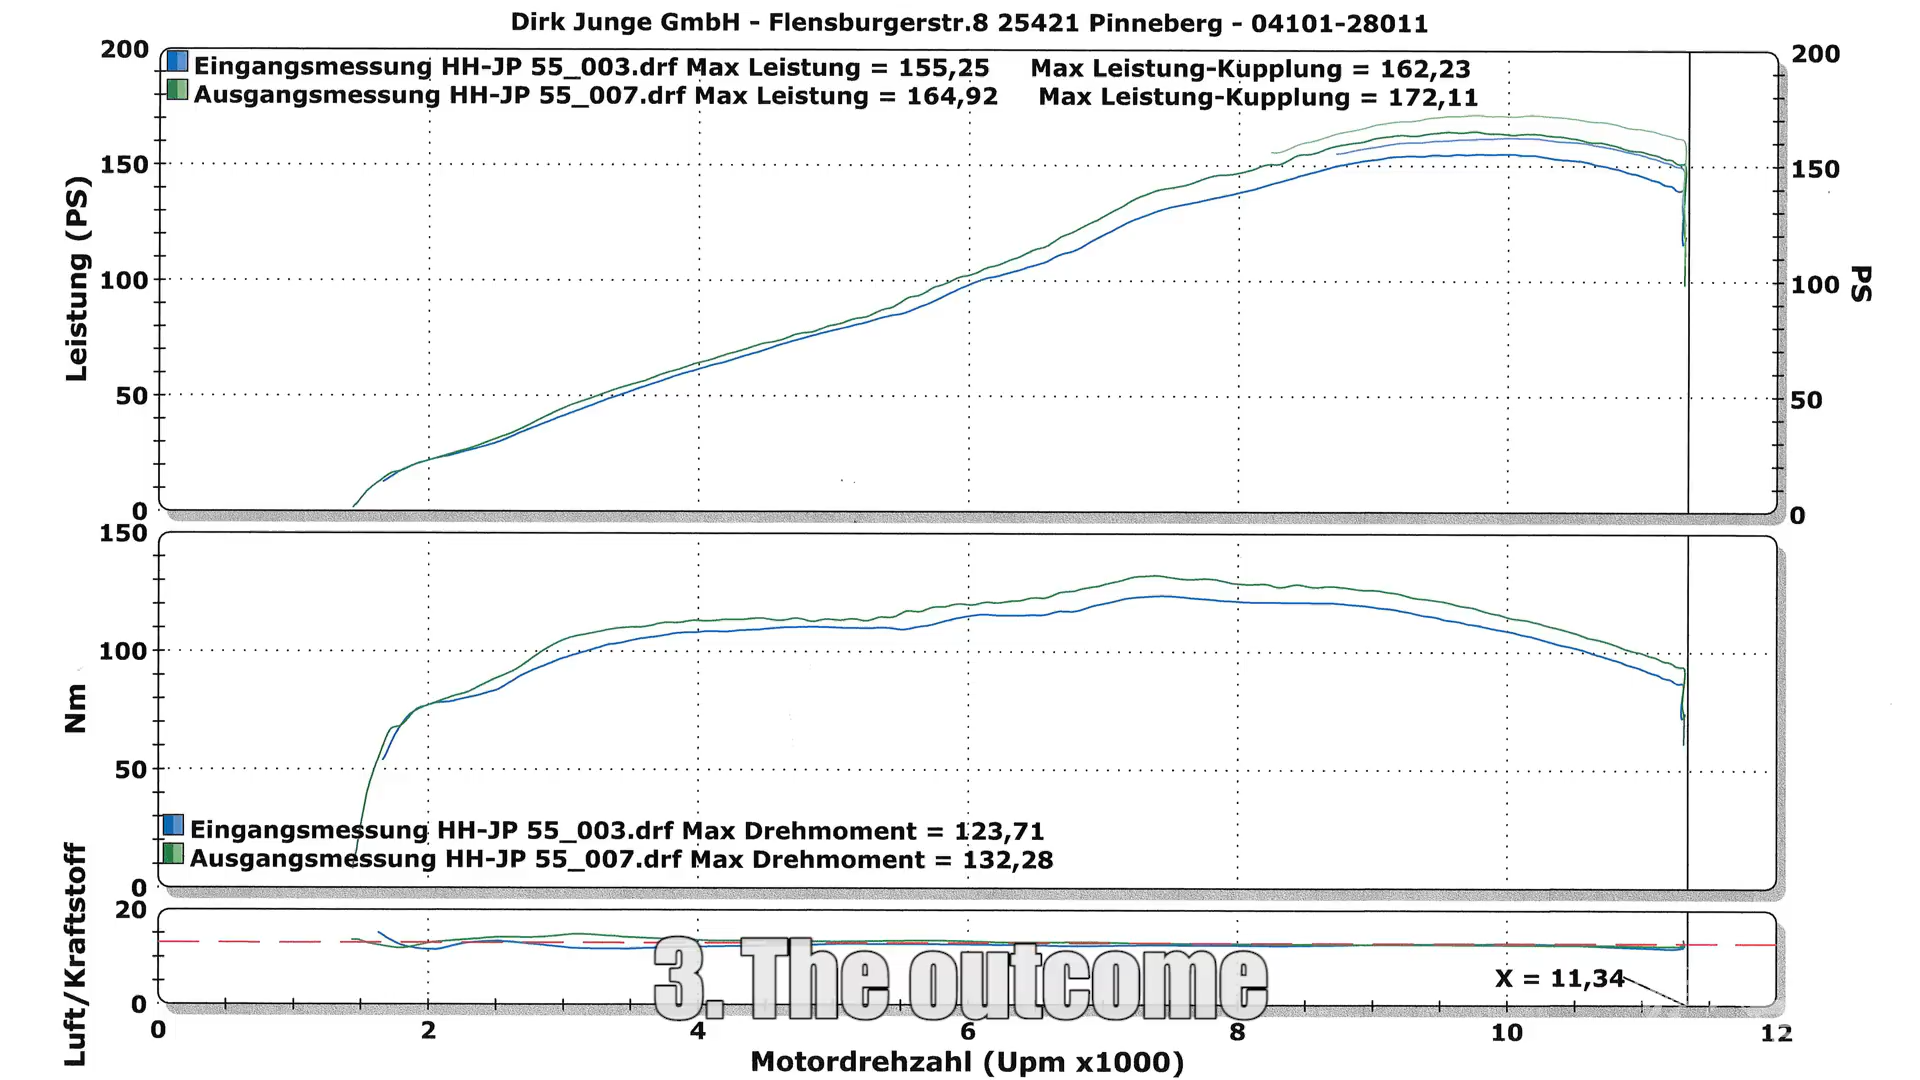 Dirk Junge GmbH - Flensburgerstr.8 25421 Pinneberg - 04101-28011
200
200
Eingangsmessung HH-JP 55_003.drf Max Leistung = 155,25 Max Leistung-Kupplung = 162,23
Ausgangsmessung HH-JP 55_007.drf Max Leistung = 164,92 Max Leistung-Kupplung = 172,11
150
150
Leistung (PS)
100
100
PS
50
50
0
0
150
100
Nm
50
Eingangsmessung HH-JP 55_003.drf Max Drehmoment = 123,71
Ausgangsmessung HH-JP 55_007.drf Max Drehmoment = 132,28
0
20
Luft/Kraftstoff
3. The outcome
X = 11,34
0
0 2 4 6 8 10 12
Motordrehzahl (Upm x1000)